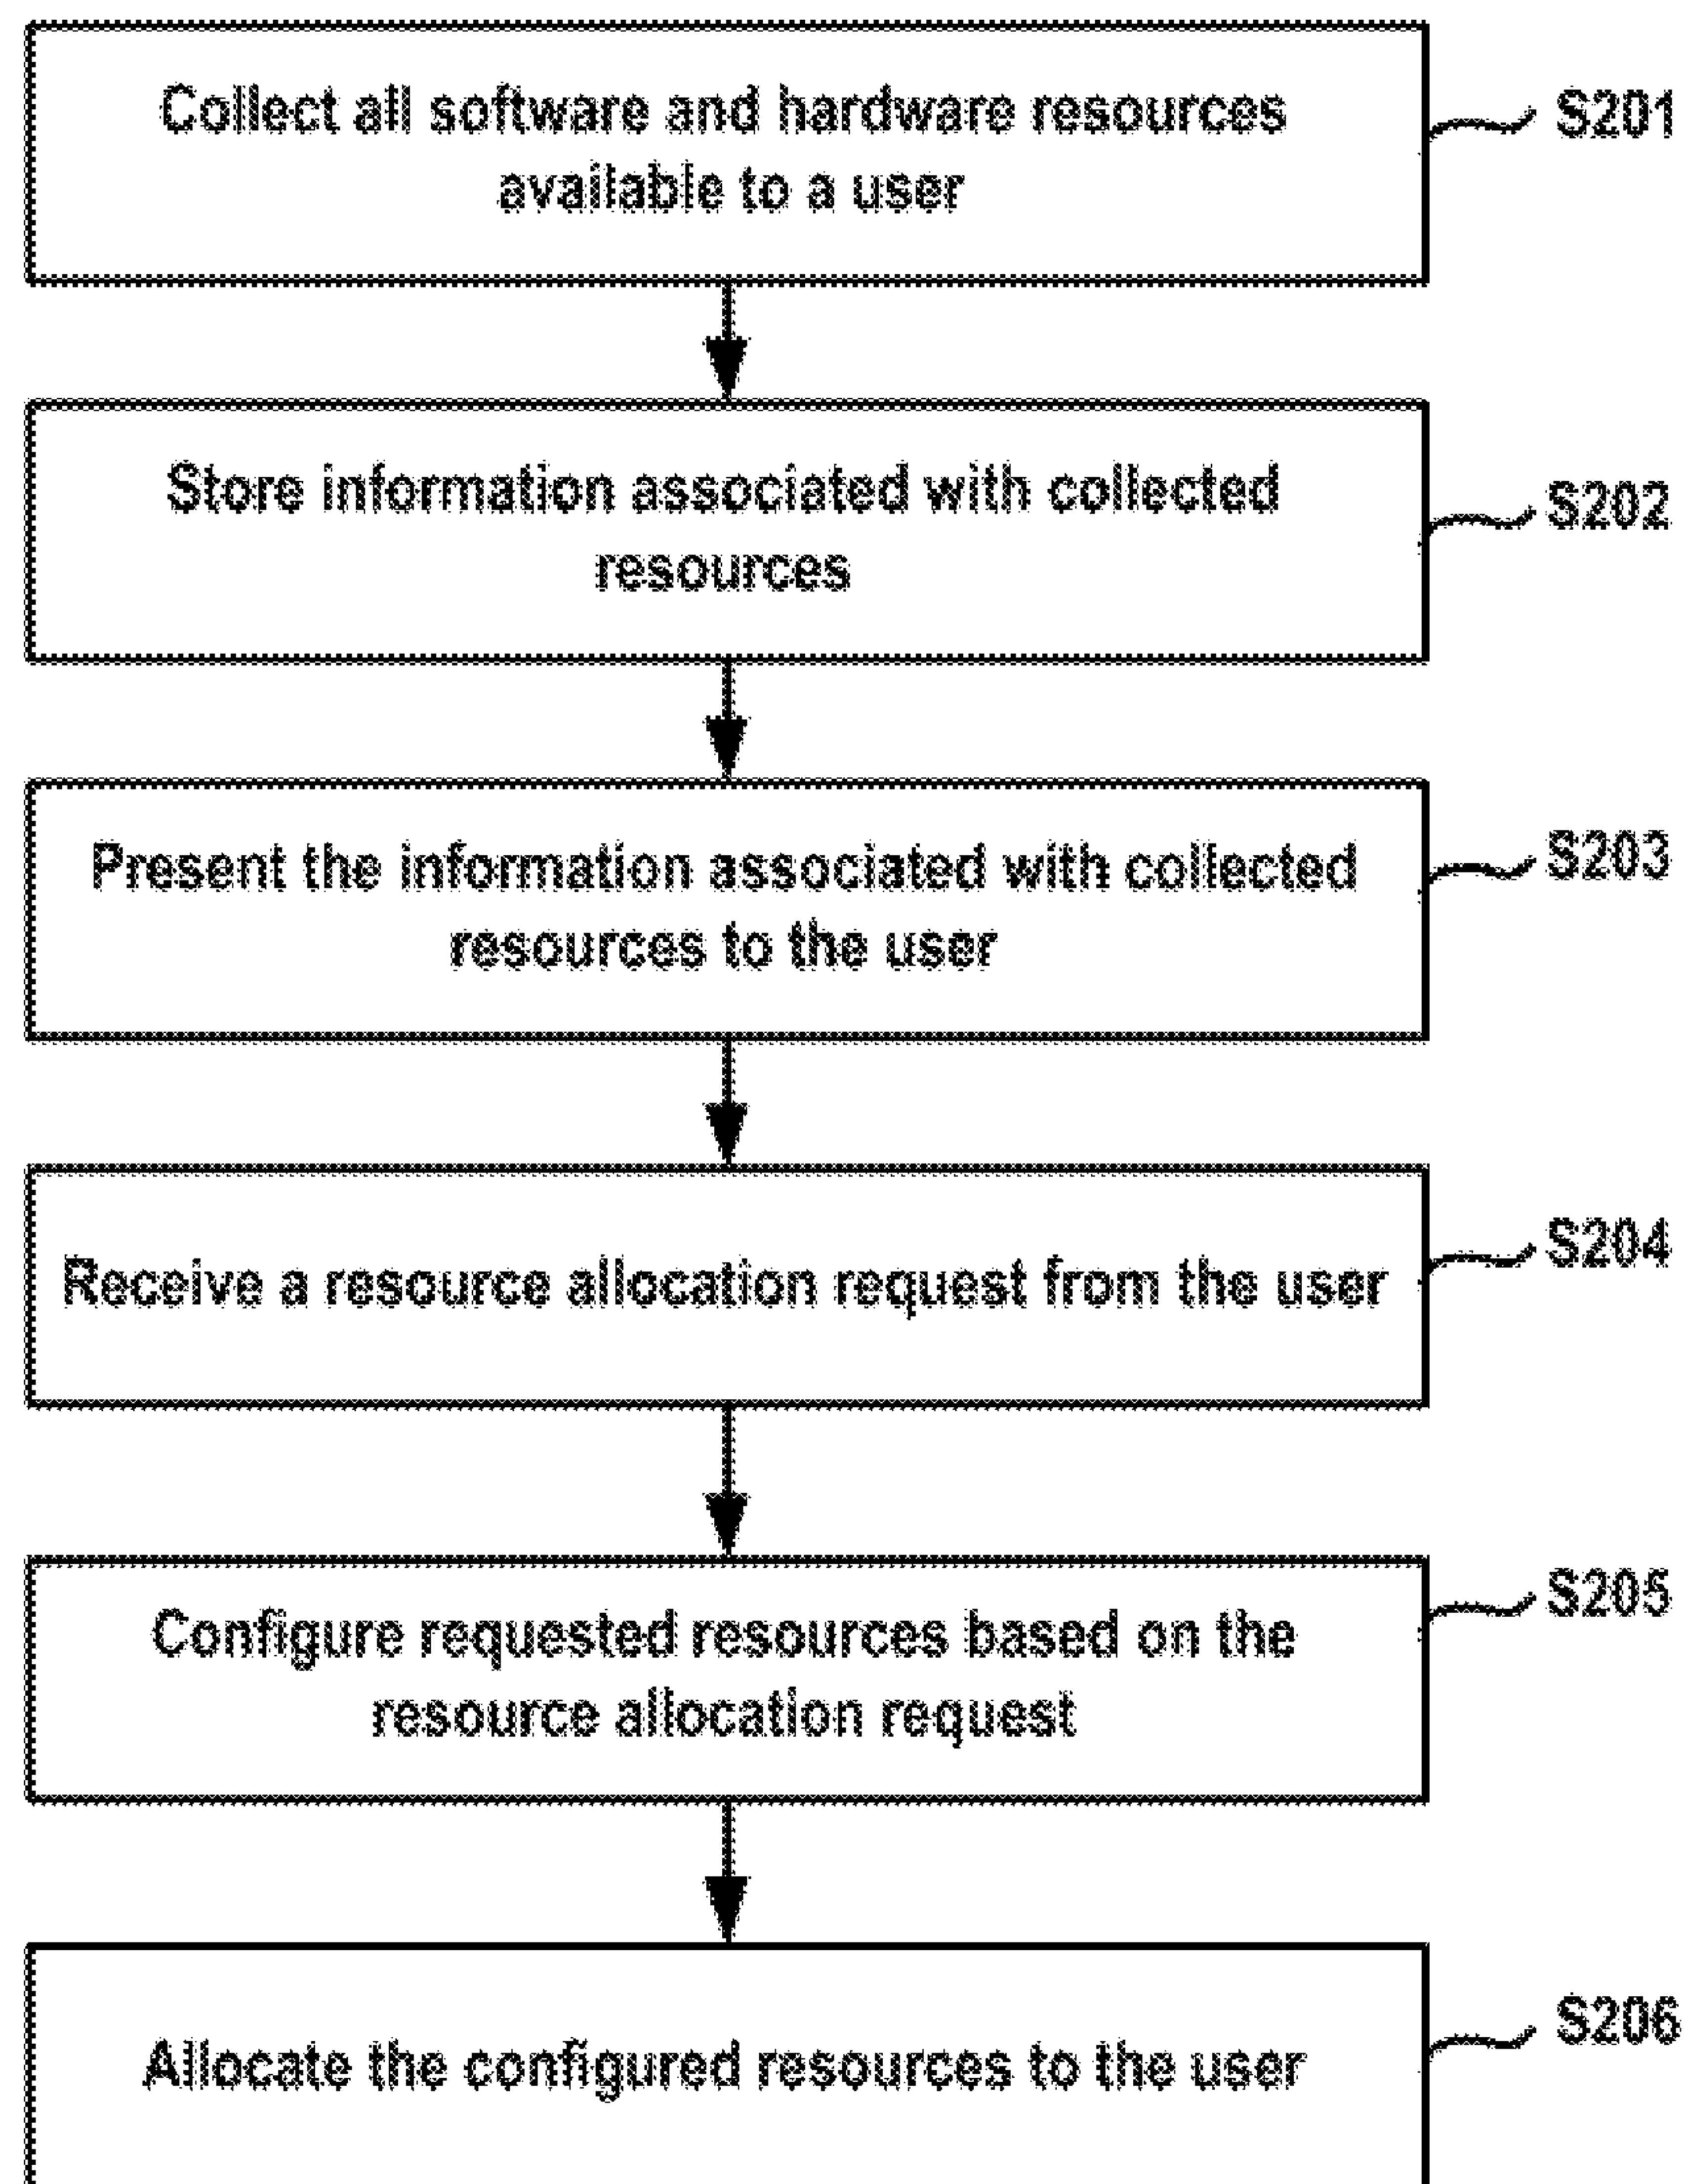 Collect all software and hardware resources
available to a user
S201
Store information associated with collected
resources
S202
Present the information associated with collected
resources to the user
S203
Receive a resource allocation request from the user
S204
Configure requested resources based on the
resource allocation request
S205
Allocate the configured resources to the user
S206